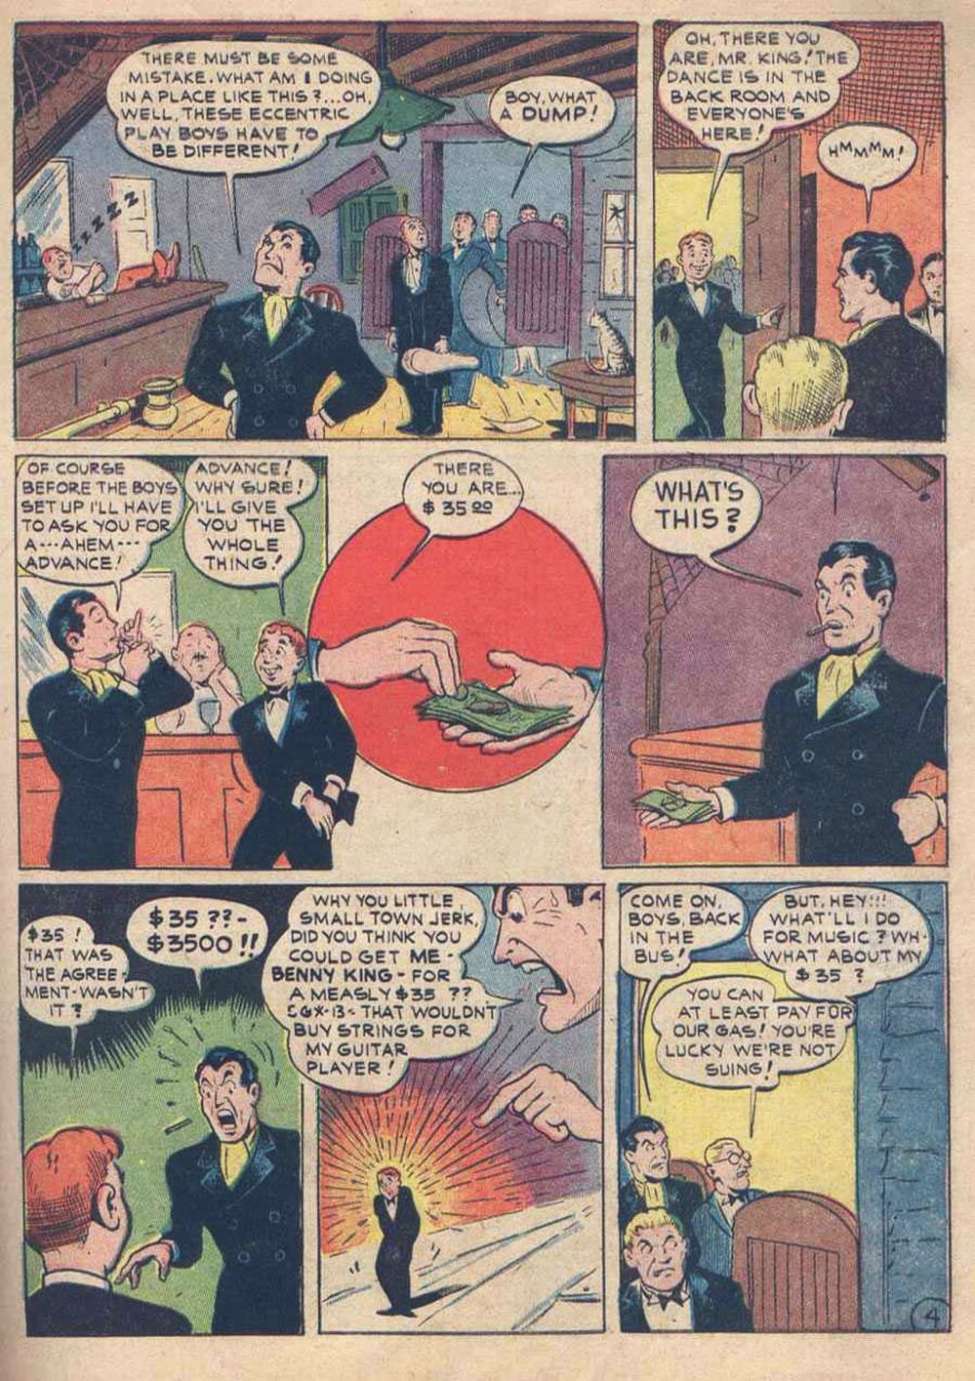 THERE MUST BE SOME
MISTAKE. WHAT AM I DOING
IN A PLACE LIKE THIS?...OH,
WELL, THESE ECCENTRIC
PLAY BOYS HAVE TO
BE DIFFERENT!
BOY, WHAT
A DUMP!
ZZZZZ
OH, THERE YOU
ARE, MR. KING! THE
DANCE IS IN THE
BACK ROOM AND
EVERYONE'S
HERE!
HMMMM!
OF COURSE
BEFORE THE BOYS
SET UP I'LL HAVE
TO ASK YOU FOR
A---AHEM---
ADVANCE!
ADVANCE!
WHY SURE!
I'LL GIVE
YOU THE
WHOLE
THING!
THERE
YOU ARE...
$35.00
WHAT'S
THIS?
$35!
THAT WAS
THE AGREE-
MENT-WASN'T
IT?
$35??-
$3500!!
WHY YOU LITTLE,
SMALL TOWN JERK,
DID YOU THINK YOU
COULD GET ME-
BENNY KING- FOR
A MEASLY $35 ??
THAT WOULDN'T
BUY STRINGS FOR
MY GUITAR
PLAYER!
COME ON,
BOYS, BACK
IN THE
BUS!
BUT, HEY!!!
WHAT'LL I DO
FOR MUSIC? WH-
WHAT ABOUT MY
$35?
YOU CAN
AT LEAST PAY FOR
OUR GAS! YOU'RE
LUCKY WE'RE NOT
SUING!
4